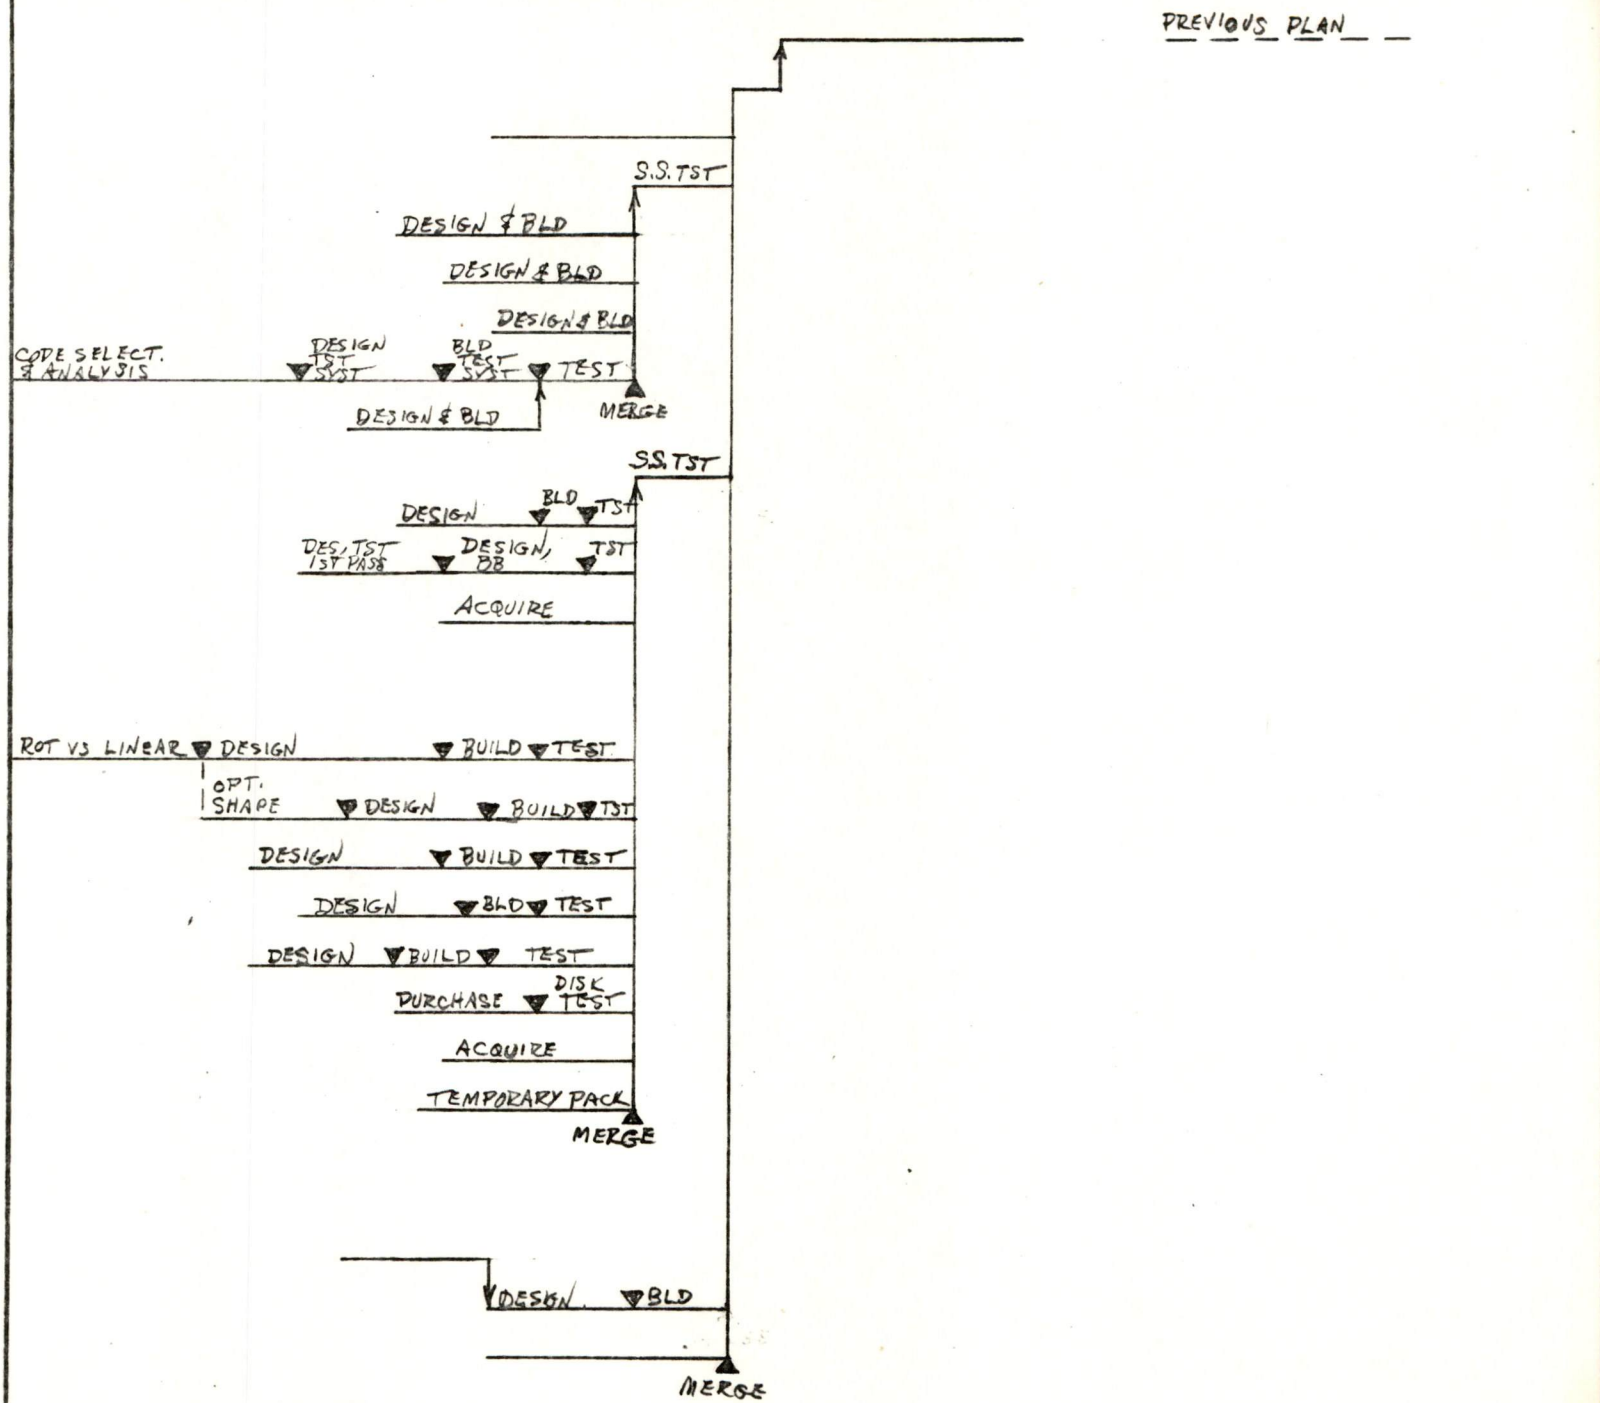 PREVIOUS PLAN
S.S. TST
DESIGN & BLD
DESIGN & BLD
DESIGN & BLD
CODE SELECT.
& ANALYSIS
DESIGN
TST
SYST
BLD
TEST
SYST
TEST
MERGE
DESIGN & BLD
S.S. TST
DESIGN
BLD
TST
DES, TST
1ST PASS
DESIGN,
BB
TST
ACQUIRE
ROT VS LINEAR DESIGN BUILD TEST
OPT.
SHAPE DESIGN BUILD TST
DESIGN BUILD TEST
DESIGN BLD TEST
DESIGN BUILD TEST
PURCHASE
DISK
TEST
ACQUIRE
TEMPORARY PACK
MERGE
DESIGN BLD
MERGE